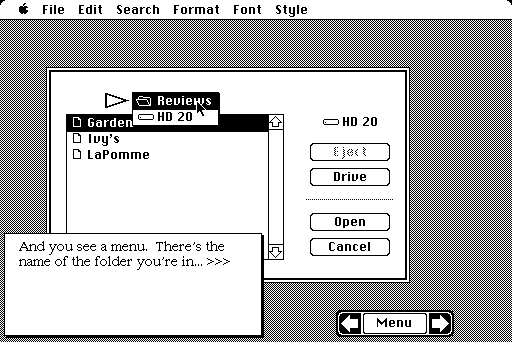 File Edit Search Format Font Style
Reviews
HD 20
Garden
Ivy's
LaPomme
HD 20
Eject
Drive
Open
Cancel
And you see a menu. There's the
name of the folder you're in... >>>
Menu